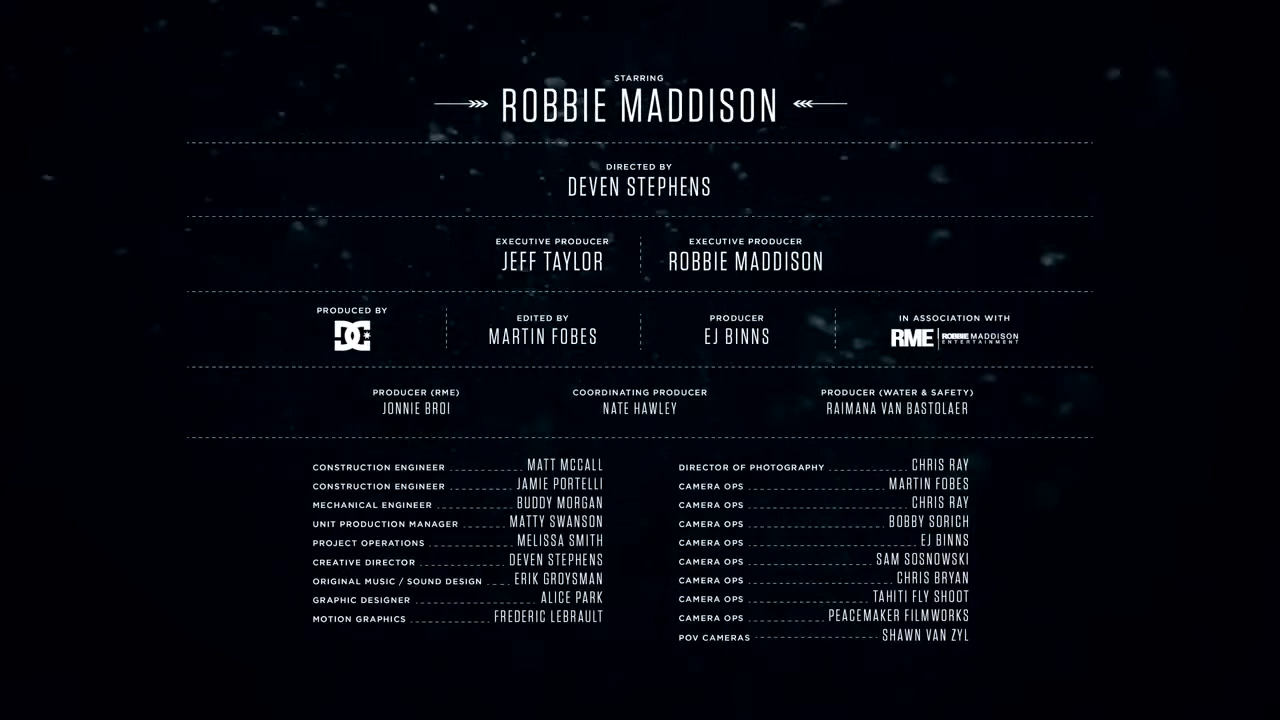 STARRING
ROBBIE MADDISON
DIRECTED BY
DEVEN STEPHENS
EXECUTIVE PRODUCER
JEFF TAYLOR
EXECUTIVE PRODUCER
ROBBIE MADDISON
PRODUCED BY
DC
EDITED BY
MARTIN FOBES
PRODUCER
EJ BINNS
IN ASSOCIATION WITH
RME ROBBIE MADDISON
ENTERTAINMENT
PRODUCER (RME)
JONNIE BROI
COORDINATING PRODUCER
NATE HAWLEY
PRODUCER (WATER & SAFETY)
RAIMANA VAN BASTOLAER
CONSTRUCTION ENGINEER MATT MCCALL
CONSTRUCTION ENGINEER JAMIE PORTELLI
MECHANICAL ENGINEER BUDDY MORGAN
UNIT PRODUCTION MANAGER MATTY SWANSON
PROJECT OPERATIONS MELISSA SMITH
CREATIVE DIRECTOR DEVEN STEPHENS
ORIGINAL MUSIC / SOUND DESIGN ERIK GROYSMAN
GRAPHIC DESIGNER ALICE PARK
MOTION GRAPHICS FREDERIC LEBRAULT
DIRECTOR OF PHOTOGRAPHY CHRIS RAY
CAMERA OPS MARTIN FOBES
CAMERA OPS CHRIS RAY
CAMERA OPS BOBBY SORICH
CAMERA OPS EJ BINNS
CAMERA OPS SAM SOSNOWSKI
CAMERA OPS CHRIS BRYAN
CAMERA OPS TAHITI FLY SHOOT
CAMERA OPS PEACEMAKER FILMWORKS
POV CAMERAS SHAWN VAN ZYL